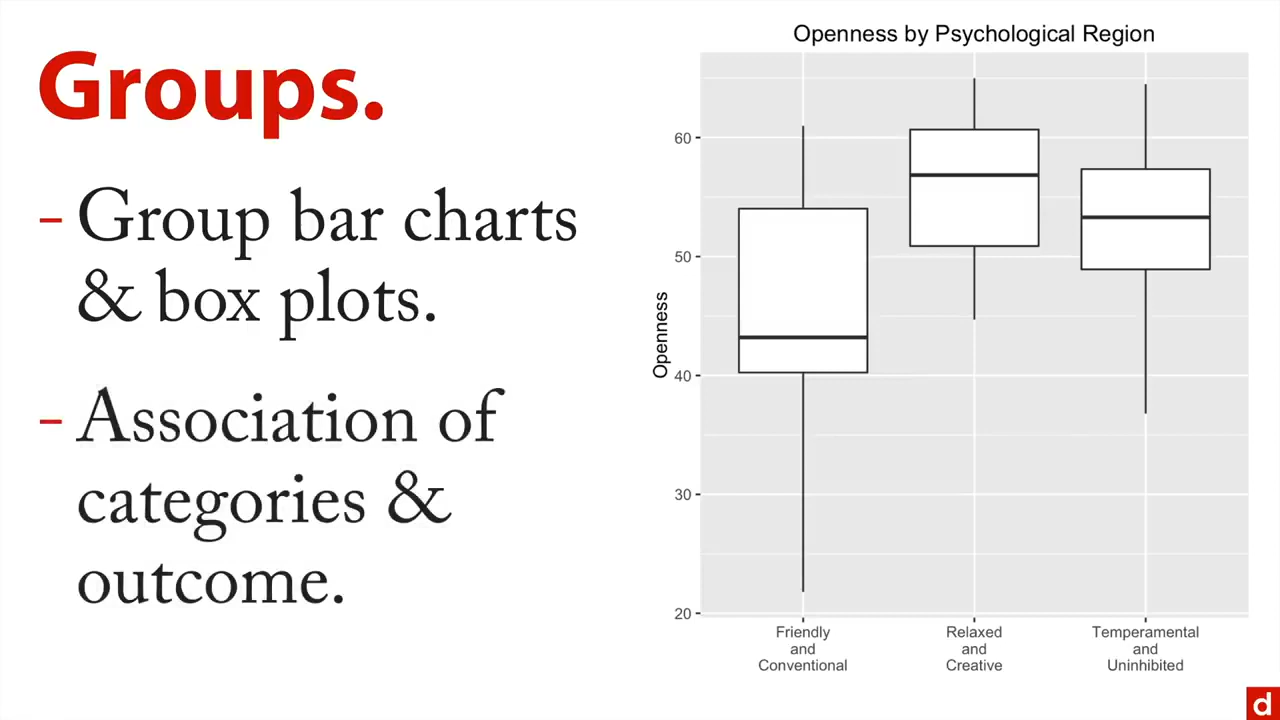 Groups.
- Group bar charts
& box plots.
- Association of
categories &
outcome.
Openness by Psychological Region
Openness
60
50
40
30
20
Friendly
and
Conventional
Relaxed
and
Creative
Temperamental
and
Uninhibited
d